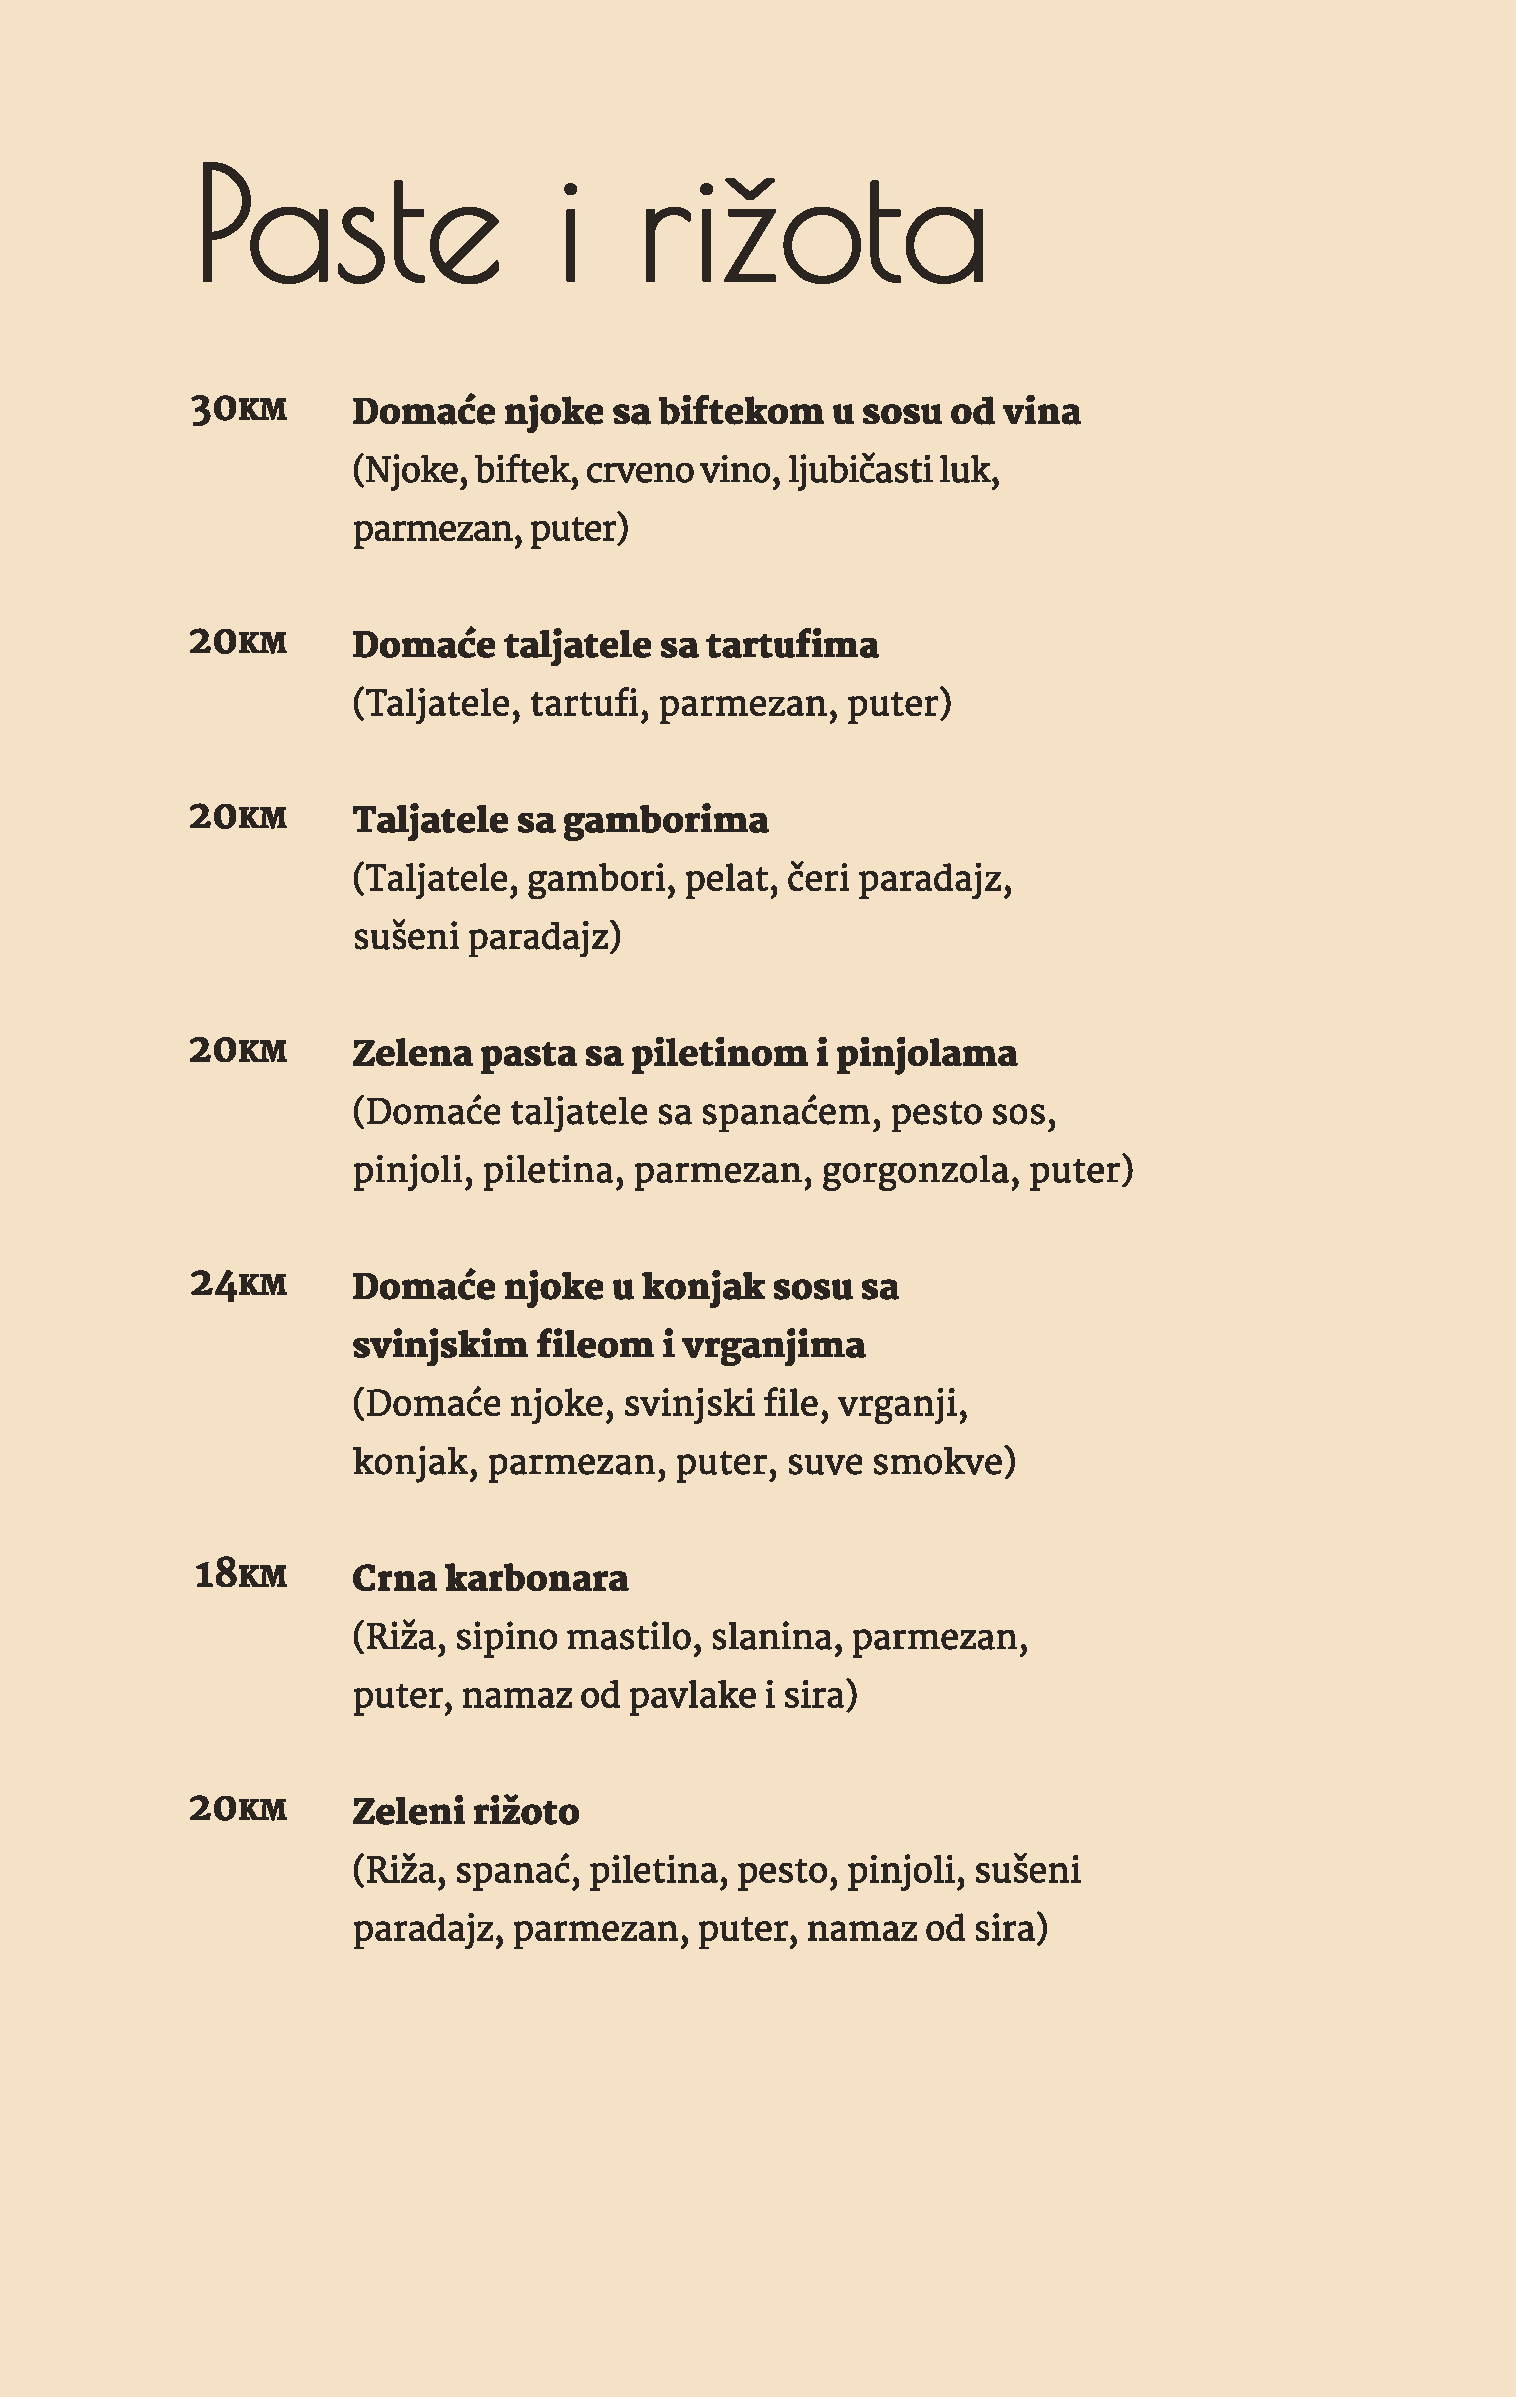 Paste i rižota
30KM Domaće njoke sa biftekom u sosu od vina
(Njoke, biftek, crveno vino, ljubičasti luk,
parmezan, puter)
20KM Domaće taljatele sa tartufima
(Taljatele, tartufi, parmezan, puter)
20KM Taljatele sa gamborima
(Taljatele, gambori, pelat, čeri paradajz,
sušeni paradajz)
20KM Zelena pasta sa piletinom i pinjolama
(Domaće taljatele sa spanaćem, pesto sos,
pinjoli, piletina, parmezan, gorgonzola, puter)
24KM Domaće njoke u konjak sosu sa
svinjskim fileom i vrganjima
(Domaće njoke, svinjski file, vrganji,
konjak, parmezan, puter, suve smokve)
18KM Crna karbonara
(Riža, sipino mastilo, slanina, parmezan,
puter, namaz od pavlake i sira)
20KM Zeleni rižoto
(Riža, spanać, piletina, pesto, pinjoli, sušeni
paradajz, parmezan, puter, namaz od sira)